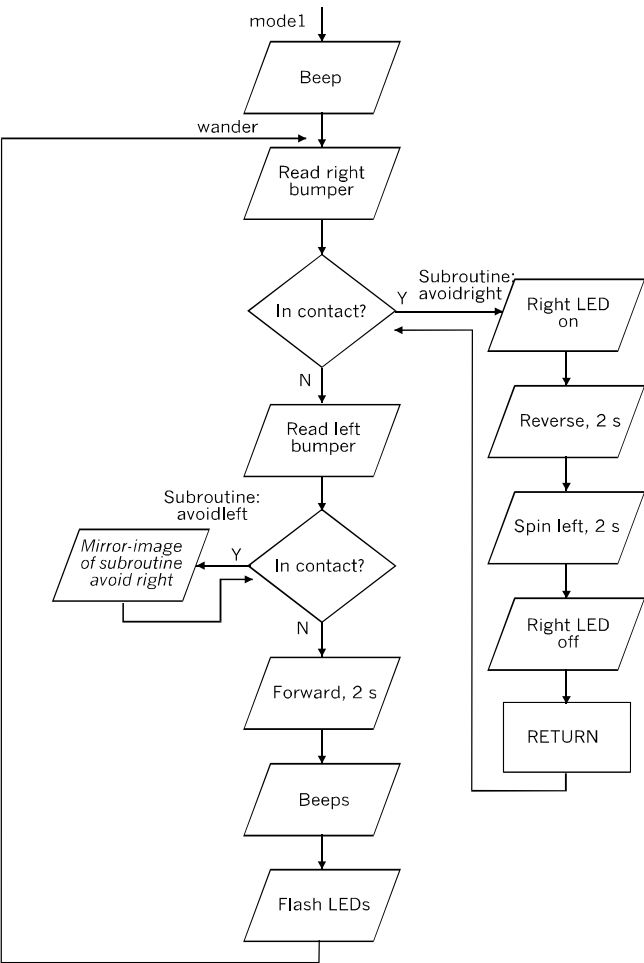 mode1
Beep
wander
Read right
bumper
In contact?
Y
Subroutine:
avoidright
Right LED
on
Reverse, 2 s
Spin left, 2 s
Right LED
off
RETURN
N
Read left
bumper
Subroutine:
avoidleft
In contact?
Y
Mirror-image
of subroutine
avoid right
N
Forward, 2 s
Beeps
Flash LEDs